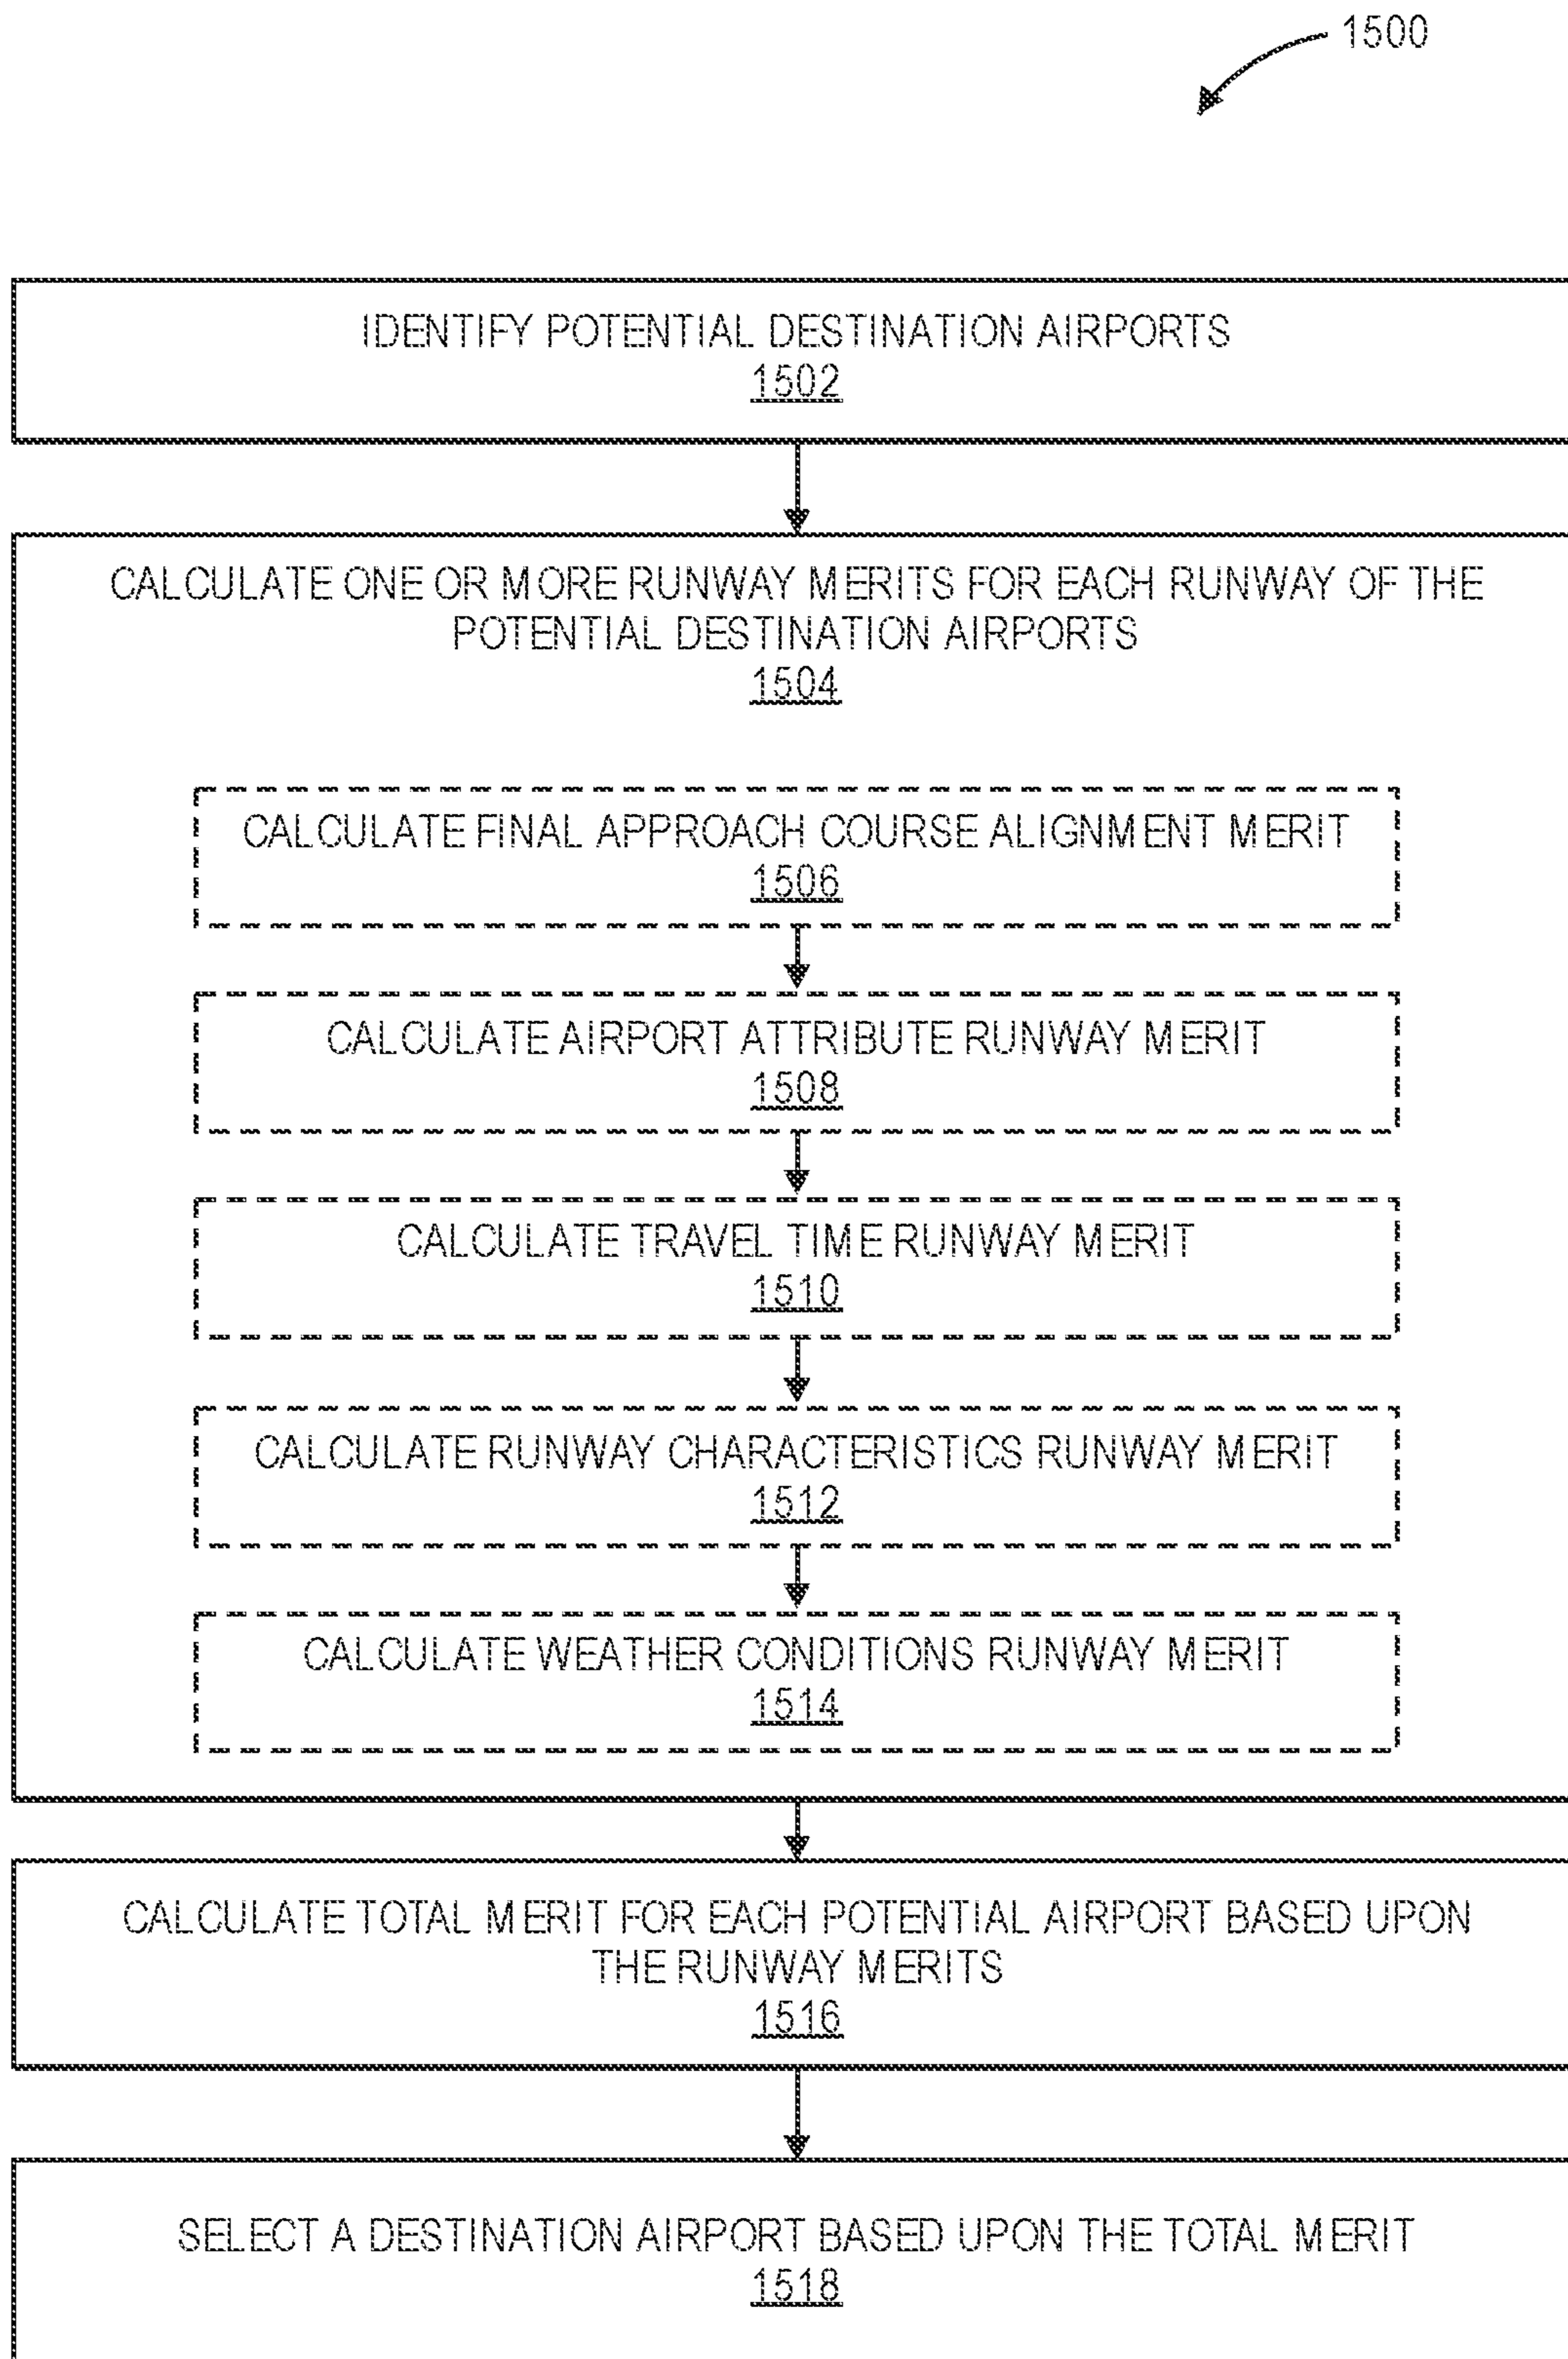 1500
IDENTIFY POTENTIAL DESTINATION AIRPORTS
1502
CALCULATE ONE OR MORE RUNWAY MERITS FOR EACH RUNWAY OF THE
POTENTIAL DESTINATION AIRPORTS
1504
CALCULATE FINAL APPROACH COURSE ALIGNMENT MERIT
1506
CALCULATE AIRPORT ATTRIBUTE RUNWAY MERIT
1508
CALCULATE TRAVEL TIME RUNWAY MERIT
1510
CALCULATE RUNWAY CHARACTERISTICS RUNWAY MERIT
1512
CALCULATE WEATHER CONDITIONS RUNWAY MERIT
1514
CALCULATE TOTAL MERIT FOR EACH POTENTIAL AIRPORT BASED UPON
THE RUNWAY MERITS
1516
SELECT A DESTINATION AIRPORT BASED UPON THE TOTAL MERIT
1518